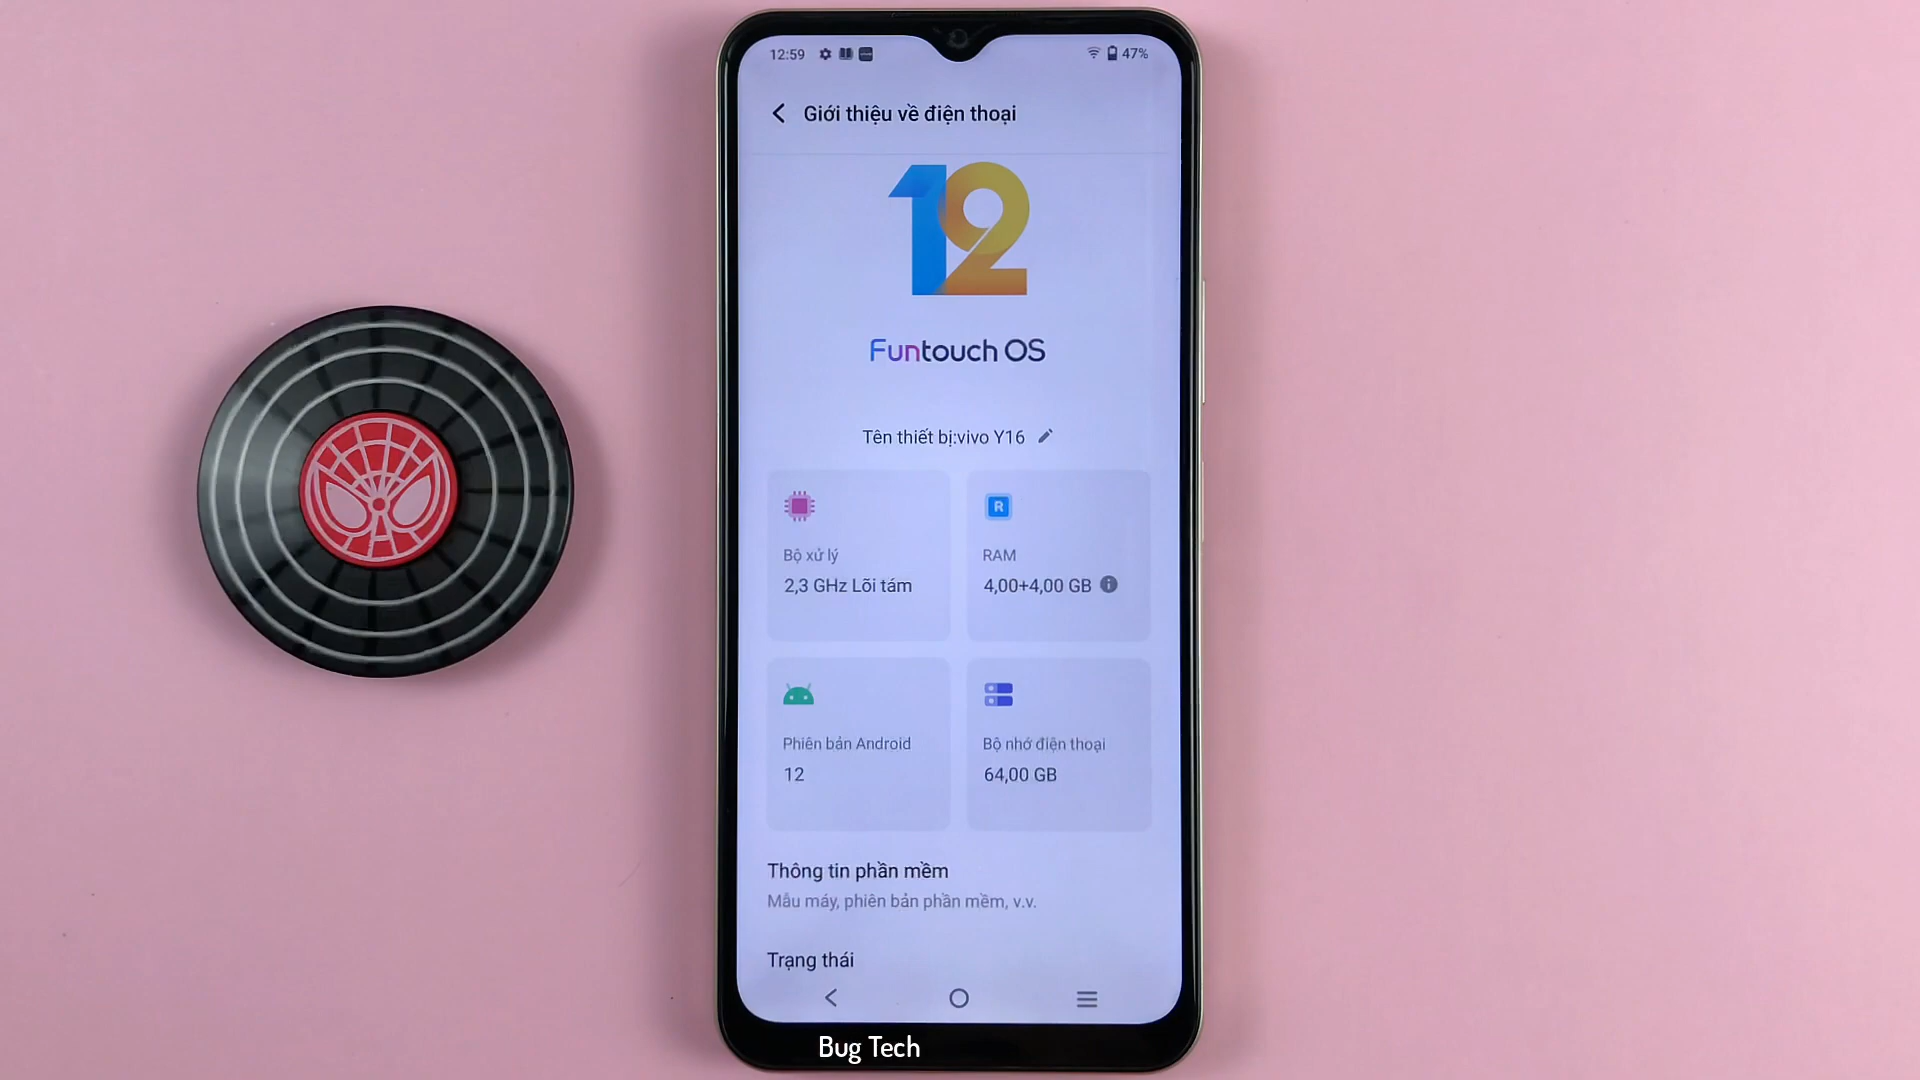 12:59
47%
Giới thiệu về điện thoại
12
Funtouch OS
Tên thiết bị:vivo Y16
Bộ xử lý
2,3 GHz Lõi tám
R
RAM
4,00+4,00 GB
Phiên bản Android
12
Bộ nhớ điện thoại
64,00 GB
Thông tin phần mềm
Mẫu máy, phiên bản phần mềm, v.v.
Trạng thái
Bug Tech